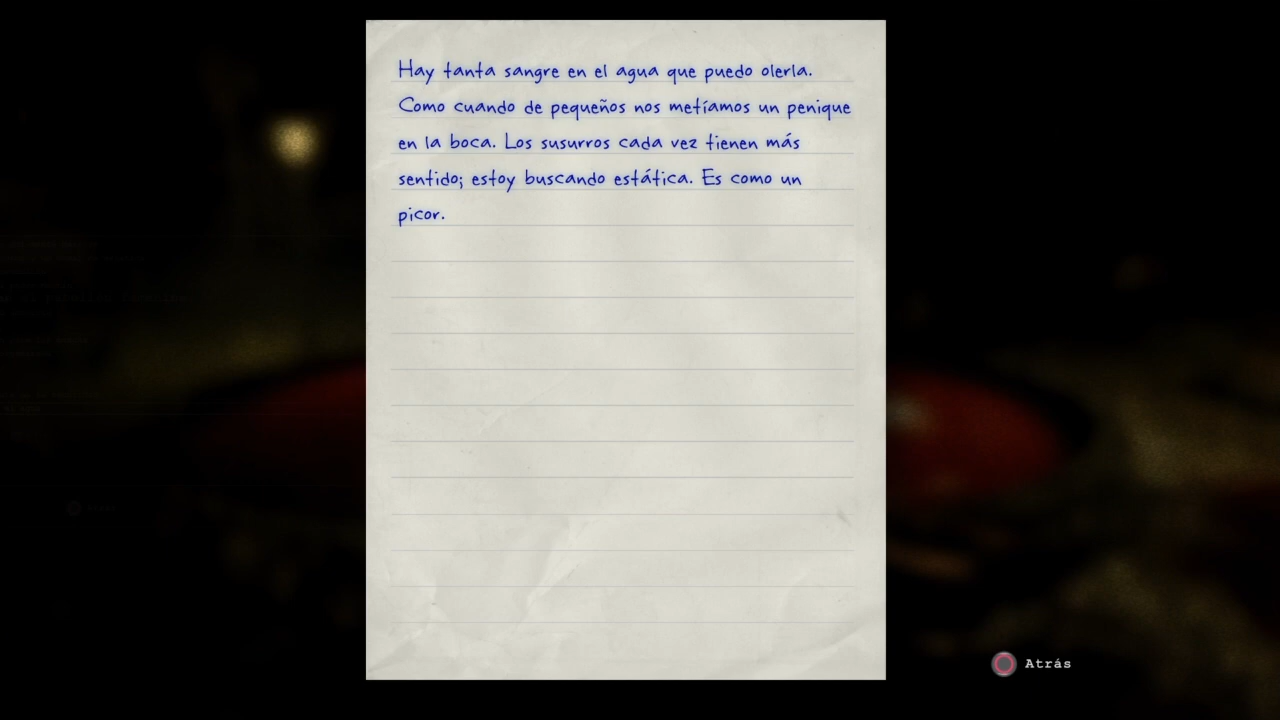 Hay tanta sangre en el agua que puedo olerla.
Como cuando de pequeños nos metíamos un penique
en la boca. Los susurros cada vez tienen más
sentido; estoy buscando estática. Es como un
picor.
Atrás